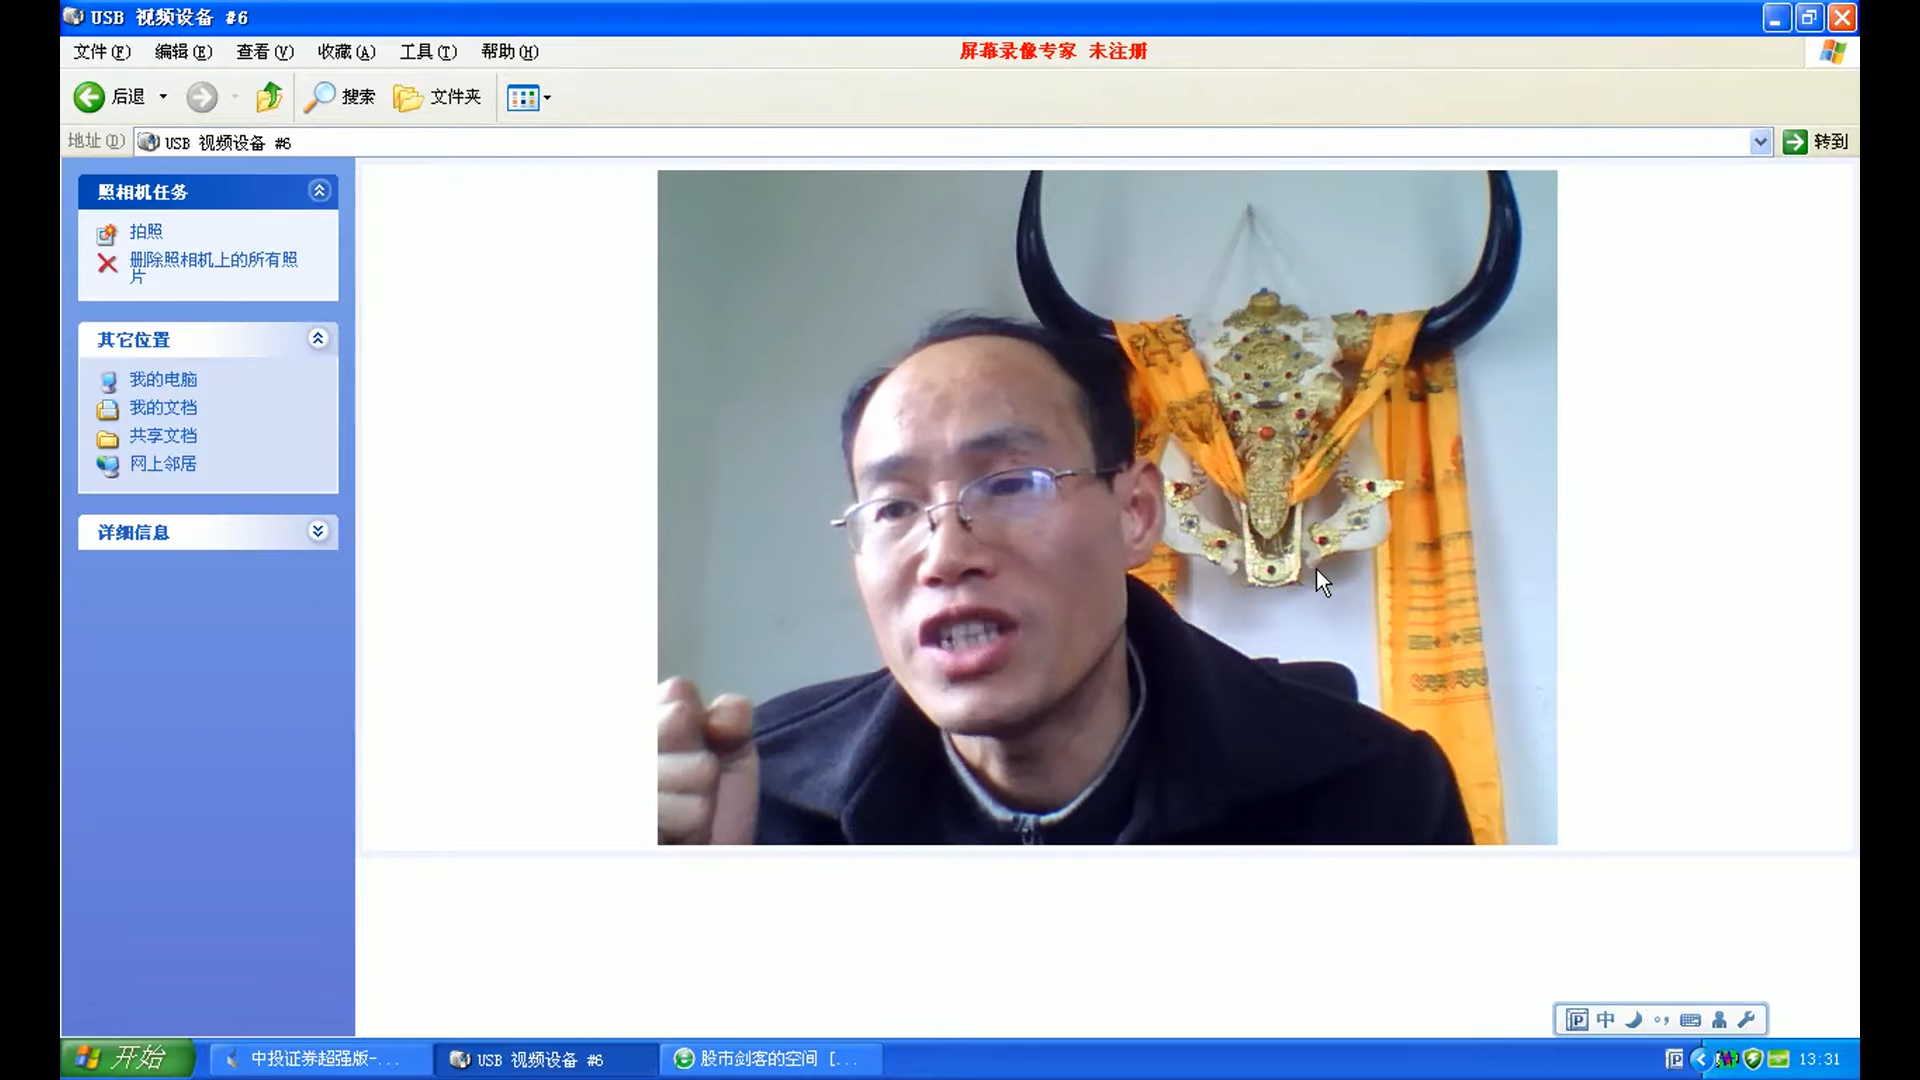 USB 视频设备 #6
文件(F) 编辑(E) 查看(V) 收藏(A) 工具(T) 帮助(H)
屏幕录像专家 未注册
后退 搜索 文件夹
地址(D) USB 视频设备 #6 转到
照相机任务
拍照
删除照相机上的所有照
片
其它位置
我的电脑
我的文档
共享文档
网上邻居
详细信息
中
开始 中投证券超强版-... USB 视频设备 #6 股市剑客的空间 [... 13:31